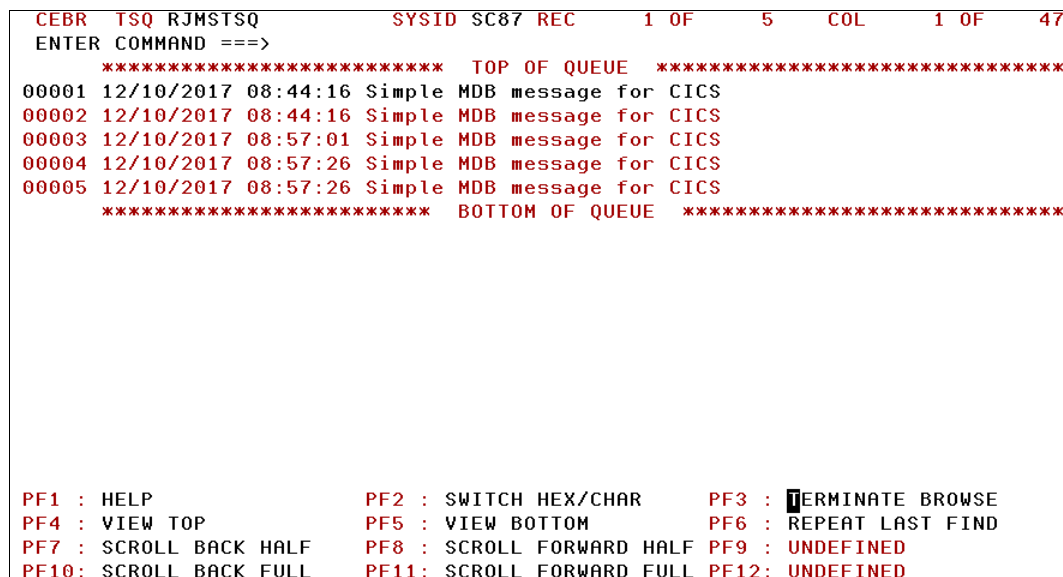 CEBR  TSQ RJMSTSQ          SYSID SC87 REC     1 OF     5    COL     1 OF    47
ENTER COMMAND ===>
**************************  TOP OF QUEUE  *******************************
00001 12/10/2017 08:44:16 Simple MDB message for CICS
00002 12/10/2017 08:44:16 Simple MDB message for CICS
00003 12/10/2017 08:57:01 Simple MDB message for CICS
00004 12/10/2017 08:57:26 Simple MDB message for CICS
00005 12/10/2017 08:57:26 Simple MDB message for CICS
*************************  BOTTOM OF QUEUE  *****************************
PF1 : HELP                PF2 : SWITCH HEX/CHAR     PF3 : TERMINATE BROWSE
PF4 : VIEW TOP            PF5 : VIEW BOTTOM         PF6 : REPEAT LAST FIND
PF7 : SCROLL BACK HALF    PF8 : SCROLL FORWARD HALF PF9 : UNDEFINED
PF10: SCROLL BACK FULL    PF11: SCROLL FORWARD FULL PF12: UNDEFINED